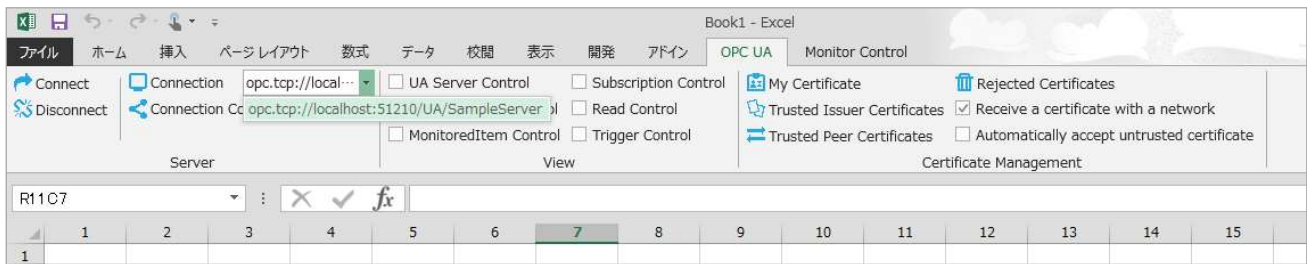 Book1 - Excel
ファイル ホーム 挿入 ページ レイアウト 数式 データ 校閲 表示 開発 アドイン OPC UA Monitor Control
Connect Connection opc.tcp://local··· UA Server Control Subscription Control My Certificate Rejected Certificates
Disconnect Connection Co opc.tcp://localhost:51210/UA/SampleServer Read Control Trusted Issuer Certificates Receive a certificate with a network
MonitoredItem Control Trigger Control Trusted Peer Certificates Automatically accept untrusted certificate
Server View Certificate Management
R11C7 fx
1 2 3 4 5 6 7 8 9 10 11 12 13 14 15
1